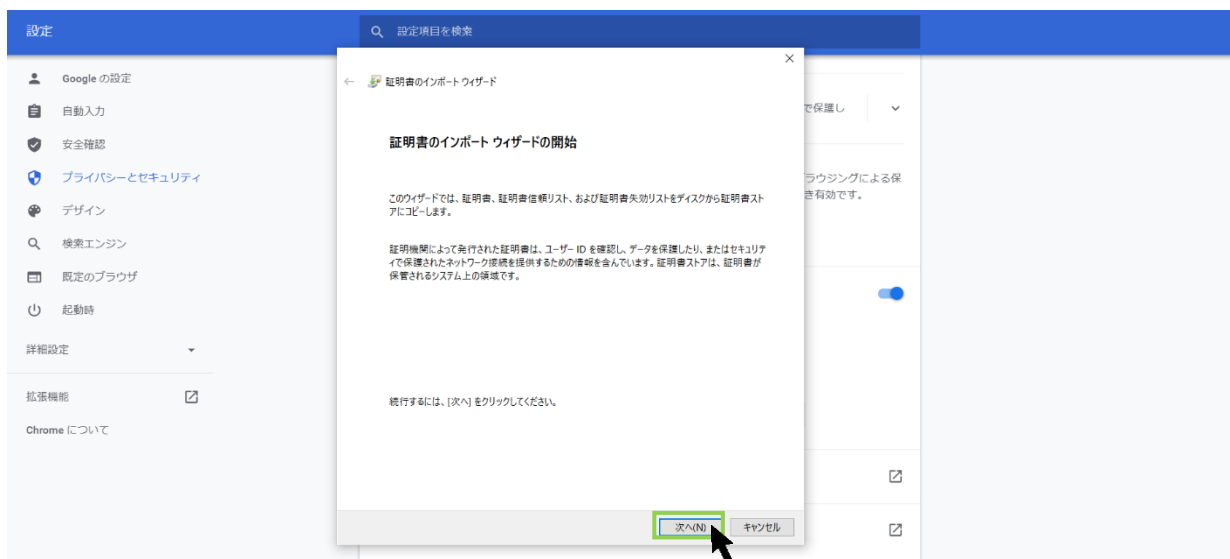 設定
設定項目を検索
Google の設定
自動入力
安全確認
プライバシーとセキュリティ
デザイン
検索エンジン
既定のブラウザ
起動時
詳細設定
拡張機能
Chrome について
証明書のインポート ウィザード
証明書のインポート ウィザードの開始
このウィザードでは、証明書、証明書信頼リスト、および証明書失効リストをディスクから証明書スト
アにコピーします。
証明機関によって発行された証明書は、ユーザー ID を確認し、データを保護したり、またはセキュリテ
ィで保護されたネットワーク接続を提供するための情報を含んでいます。証明書ストアは、証明書が
保管されるシステム上の領域です。
続行するには、[次へ] をクリックしてください。
次へ(N)
キャンセル
で保護し
ラウジングによる保
き有効です。